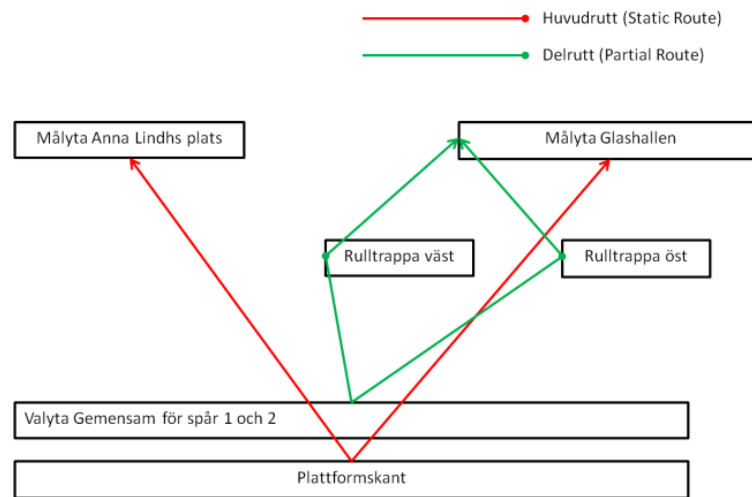 Huvudrutt (Static Route)
Delrutt (Partial Route)
Målyta Anna Lindhs plats
Målyta Glashallen
Rulltrappa väst
Rulltrappa öst
Valyta Gemensam för spår 1 och 2
Plattformskant